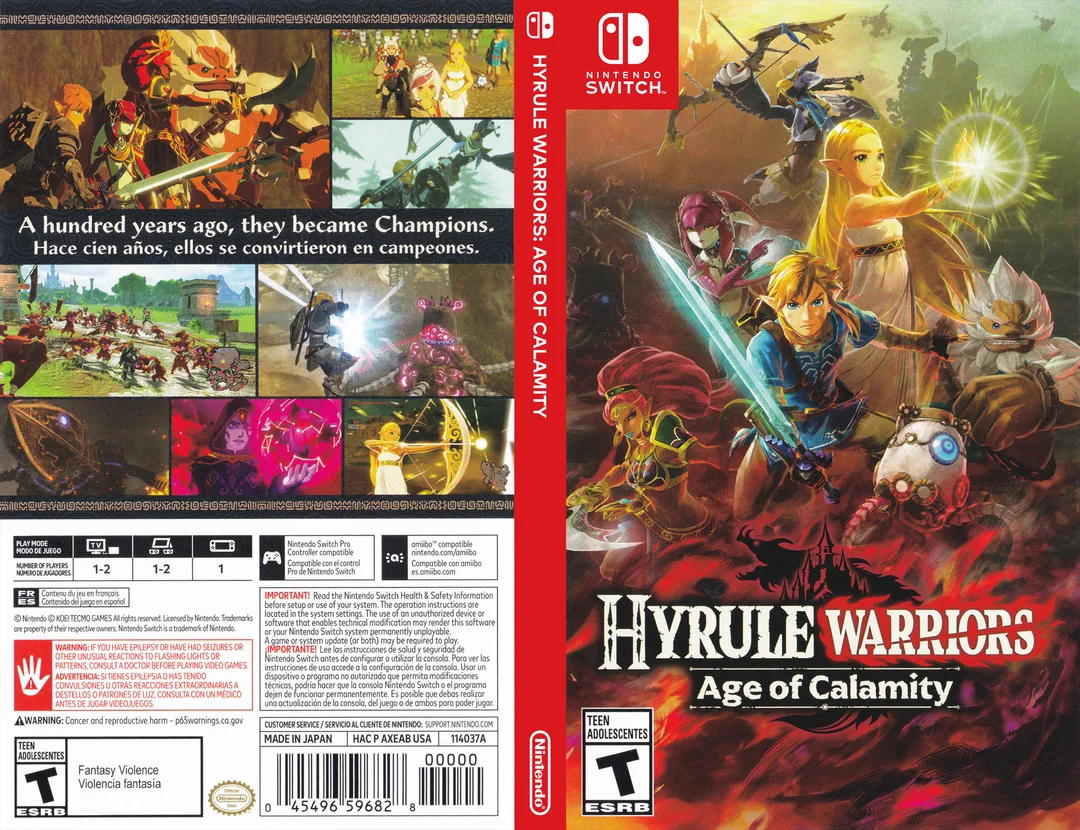 A hundred years ago, they became Champions.
Hace cien años, ellos se convirtieron en campeones.
PLAY MODE
MODO DE JUEGO
TV
NUMBER OF PLAYERS
NÚMERO DE JUGADORES
1-2
1-2
1
Nintendo Switch Pro
Controller compatible
Compatible con el control
Pro de Nintendo Switch
amiibo™ compatible
nintendo.com/amiibo
Compatible con amiibo
es.amiibo.com
FR
ES
Contenu du jeu en français
Contenido del juego en español
© Nintendo © KOEI TECMO GAMES All rights reserved. Licensed by Nintendo. Trademarks
are property of their respective owners. Nintendo Switch is a trademark of Nintendo.
WARNING: IF YOU HAVE EPILEPSY OR HAVE HAD SEIZURES OR
OTHER UNUSUAL REACTIONS TO FLASHING LIGHTS OR
PATTERNS, CONSULT A DOCTOR BEFORE PLAYING VIDEO GAMES.
ADVERTENCIA: SI TIENES EPILEPSIA O HAS TENIDO
CONVULSIONES U OTRAS REACCIONES EXTRAORDINARIAS A
DESTELLOS O PATRONES DE LUZ, CONSULTA CON UN MÉDICO
ANTES DE JUGAR VIDEOJUEGOS.
WARNING: Cancer and reproductive harm – p65warnings.ca.gov
IMPORTANT! Read the Nintendo Switch Health & Safety Information
before setup or use of your system. The operation instructions are
located in the system settings. The use of an unauthorized device or
software that enables technical modification may render this software
or your Nintendo Switch system permanently unplayable.
A game or system update (or both) may be required to play.
¡IMPORTANTE! Lee las instrucciones de salud y seguridad de
Nintendo Switch antes de configurar o utilizar la consola. Para ver las
instrucciones de uso accede a la configuración de la consola. Usar un
dispositivo o programa no autorizado que permita modificaciones
técnicas, podría hacer que la consola Nintendo Switch o el programa
dejen de funcionar permanentemente. Es posible que debas realizar
una actualización de la consola, del juego o de ambos para poder jugar.
CUSTOMER SERVICE / SERVICIO AL CLIENTE DE NINTENDO: SUPPORT.NINTENDO.COM
MADE IN JAPAN
HAC P AXEAB USA
114037A
TEEN
ADOLESCENTES
T
ESRB
Fantasy Violence
Violencia fantasía
Official
Nintendo
Seal
00000
0 45496 59682 8
HYRULE WARRIORS: AGE OF CALAMITY
Nintendo
NINTENDO
SWITCH™
HYRULE WARRIORS
Age of Calamity
TEEN
ADOLESCENTES
T
ESRB